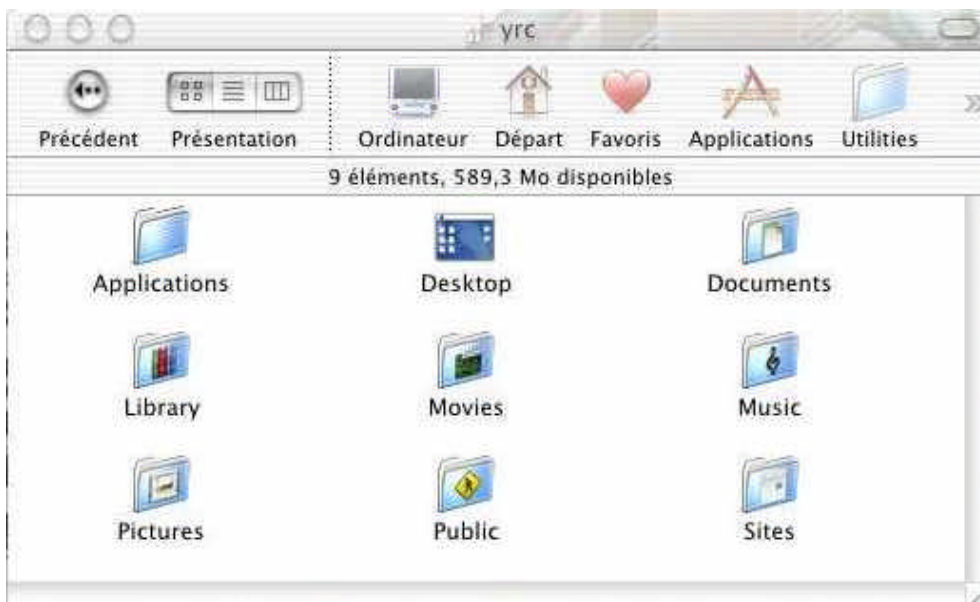 yrc
Précédent Présentation Ordinateur Départ Favoris Applications Utilities
9 éléments, 589,3 Mo disponibles
Applications Desktop Documents
Library Movies Music
Pictures Public Sites